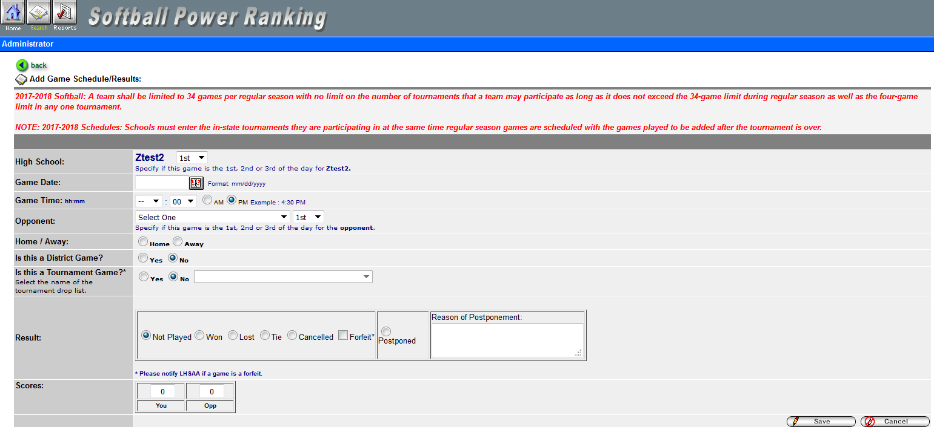 Softball Power Ranking
Home Search Reports
Administrator
back
Add Game Schedule/Results:
2017-2018 Softball: A team shall be limited to 34 games per regular season with no limit on the number of tournaments that a team may participate as long as it does not exceed the 34-game limit during regular season as well as the four-game
limit in any one tournament.
NOTE: 2017-2018 Schedules: Schools must enter the in-state tournaments they are participating in at the same time regular season games are scheduled with the games played to be added after the tournament is over.
High School: Ztest2 1st
Specify if this game is the 1st, 2nd or 3rd of the day for Ztest2.
Game Date: Format: mm/dd/yyyy
Game Time: hh:mm -- : 00 AM PM Example : 4:30 PM
Opponent: Select One 1st
Specify if this game is the 1st, 2nd or 3rd of the day for the opponent.
Home / Away: Home Away
Is this a District Game? Yes No
Is this a Tournament Game?* Yes No
Select the name of the
tournament drop list.
Result: Not Played Won Lost Tie Cancelled Forfeit* Postponed
Reason of Postponement:
* Please notify LHSAA if a game is a forfeit.
Scores: 0 0
You Opp
Save Cancel